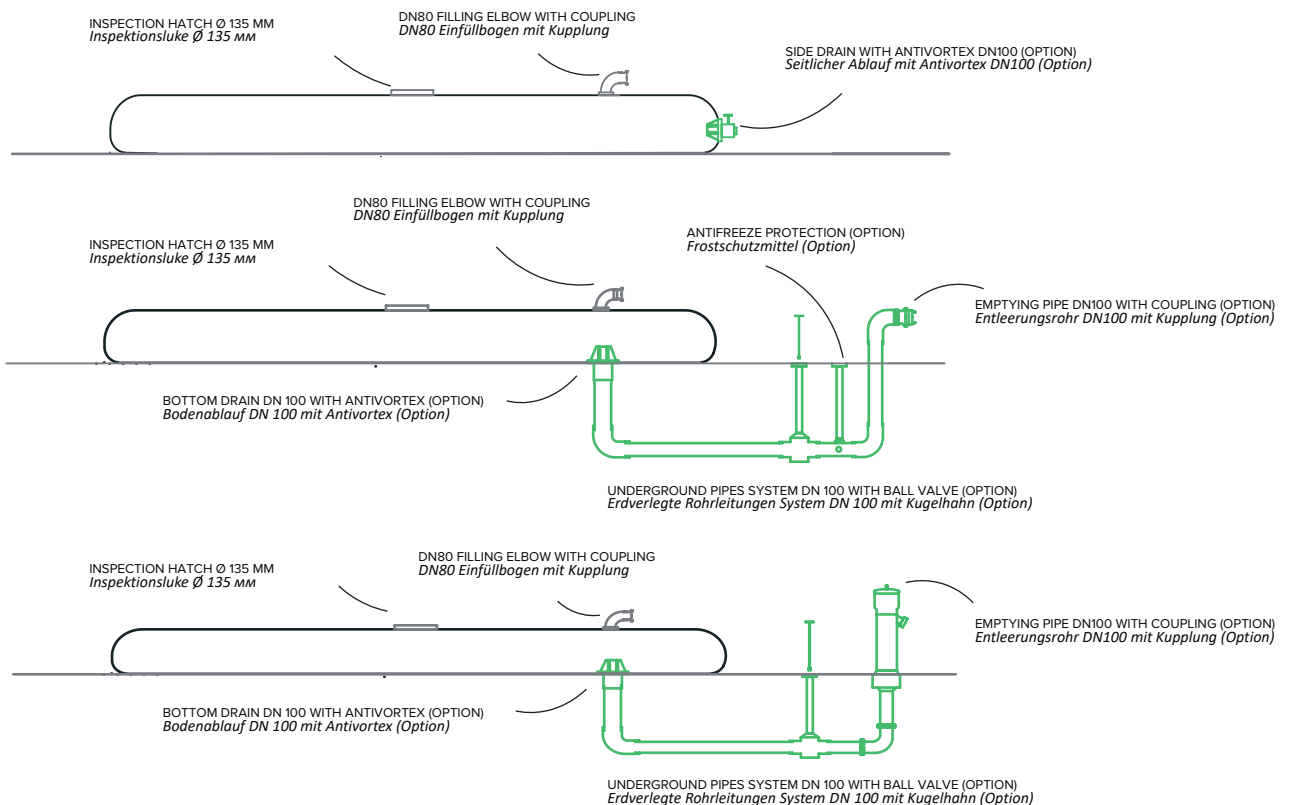 INSPECTION HATCH Ø 135 MM
Inspektionsluke Ø 135 мм
DN80 FILLING ELBOW WITH COUPLING
DN80 Einfüllbogen mit Kupplung
SIDE DRAIN WITH ANTIVORTEX DN100 (OPTION)
Seitlicher Ablauf mit Antivortex DN100 (Option)
DN80 FILLING ELBOW WITH COUPLING
DN80 Einfüllbogen mit Kupplung
INSPECTION HATCH Ø 135 MM
Inspektionsluke Ø 135 мм
ANTIFREEZE PROTECTION (OPTION)
Frostschutzmittel (Option)
EMPTYING PIPE DN100 WITH COUPLING (OPTION)
Entleerungsrohr DN100 mit Kupplung (Option)
BOTTOM DRAIN DN 100 WITH ANTIVORTEX (OPTION)
Bodenablauf DN 100 mit Antivortex (Option)
UNDERGROUND PIPES SYSTEM DN 100 WITH BALL VALVE (OPTION)
Erdverlegte Rohrleitungen System DN 100 mit Kugelhahn (Option)
INSPECTION HATCH Ø 135 MM
Inspektionsluke Ø 135 мм
DN80 FILLING ELBOW WITH COUPLING
DN80 Einfüllbogen mit Kupplung
EMPTYING PIPE DN100 WITH COUPLING (OPTION)
Entleerungsrohr DN100 mit Kupplung (Option)
BOTTOM DRAIN DN 100 WITH ANTIVORTEX (OPTION)
Bodenablauf DN 100 mit Antivortex (Option)
UNDERGROUND PIPES SYSTEM DN 100 WITH BALL VALVE (OPTION)
Erdverlegte Rohrleitungen System DN 100 mit Kugelhahn (Option)